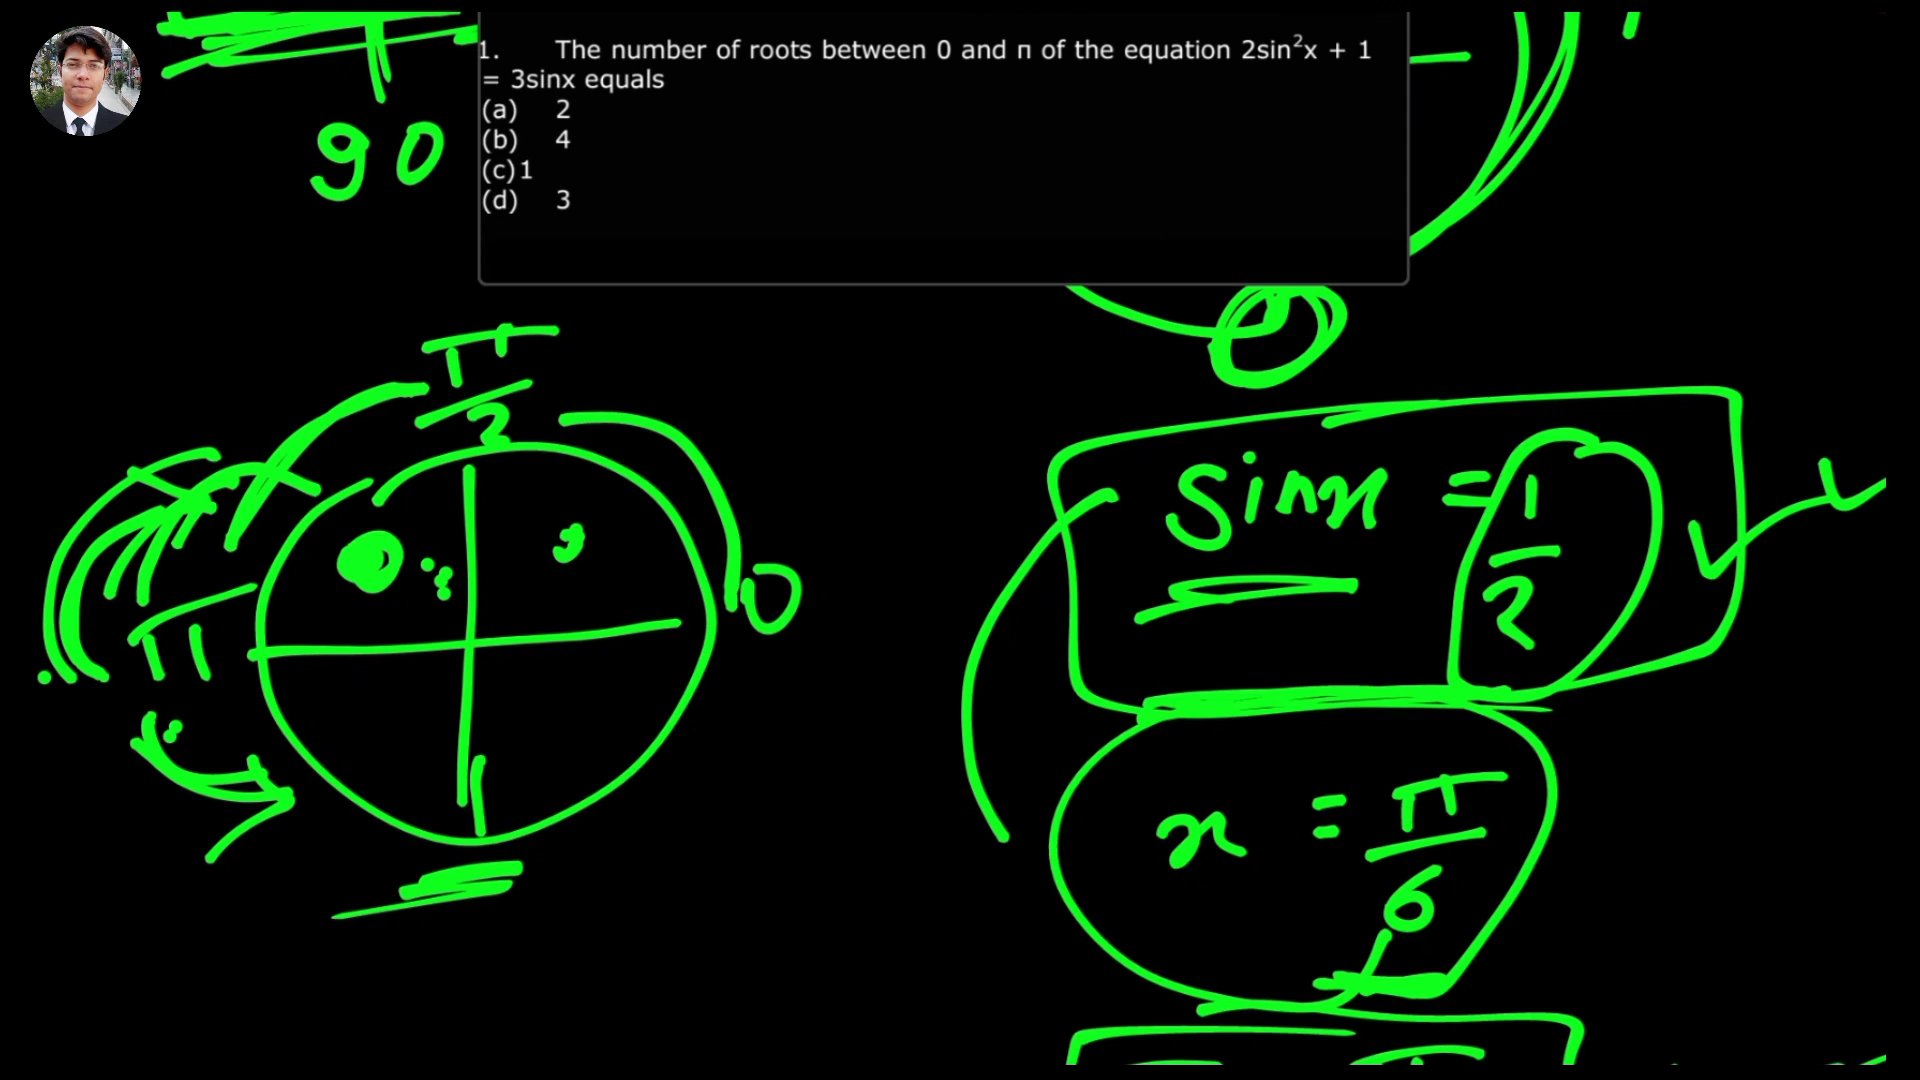 1. The number of roots between 0 and π of the equation 2sin²x + 1
= 3sinx equals
(a) 2
(b) 4
(c) 1
(d) 3
90
π/2
0
π
sinx = 1/2
x = π/6